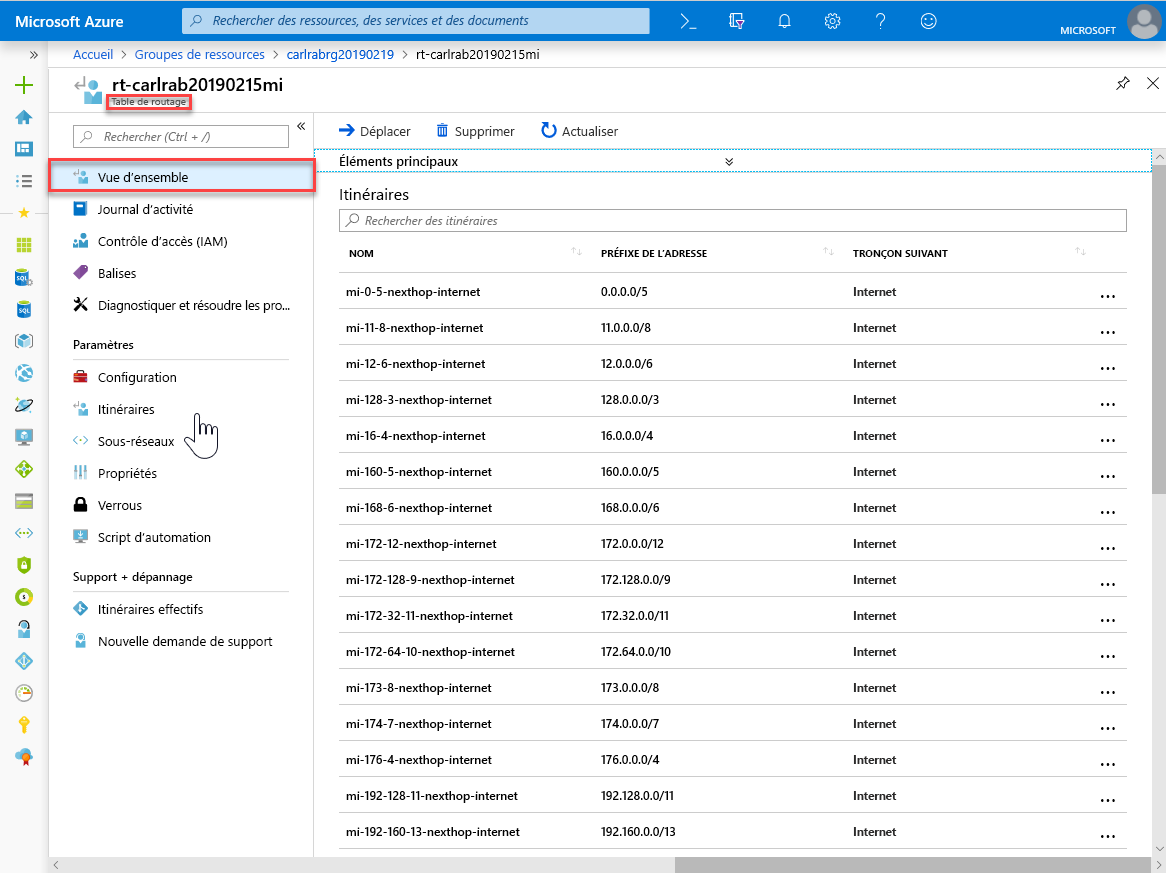 Microsoft Azure
Rechercher des ressources, des services et des documents
MICROSOFT
Accueil > Groupes de ressources > carlrabrg20190219 > rt-carlrab20190215mi
rt-carlrab20190215mi
Table de routage
Rechercher (Ctrl + /)
Vue d'ensemble
Journal d'activité
Contrôle d'accès (IAM)
Balises
Diagnostiquer et résoudre les pro...
Paramètres
Configuration
Itinéraires
Sous-réseaux
Propriétés
Verrous
Script d'automation
Support + dépannage
Itinéraires effectifs
Nouvelle demande de support
Déplacer Supprimer Actualiser
Éléments principaux
Itinéraires
Rechercher des itinéraires
NOM PRÉFIXE DE L'ADRESSE TRONÇON SUIVANT
mi-0-5-nexthop-internet 0.0.0.0/5 Internet ...
mi-11-8-nexthop-internet 11.0.0.0/8 Internet ...
mi-12-6-nexthop-internet 12.0.0.0/6 Internet ...
mi-128-3-nexthop-internet 128.0.0.0/3 Internet ...
mi-16-4-nexthop-internet 16.0.0.0/4 Internet ...
mi-160-5-nexthop-internet 160.0.0.0/5 Internet ...
mi-168-6-nexthop-internet 168.0.0.0/6 Internet ...
mi-172-12-nexthop-internet 172.0.0.0/12 Internet ...
mi-172-128-9-nexthop-internet 172.128.0.0/9 Internet ...
mi-172-32-11-nexthop-internet 172.32.0.0/11 Internet ...
mi-172-64-10-nexthop-internet 172.64.0.0/10 Internet ...
mi-173-8-nexthop-internet 173.0.0.0/8 Internet ...
mi-174-7-nexthop-internet 174.0.0.0/7 Internet ...
mi-176-4-nexthop-internet 176.0.0.0/4 Internet ...
mi-192-128-11-nexthop-internet 192.128.0.0/11 Internet ...
mi-192-160-13-nexthop-internet 192.160.0.0/13 Internet ...